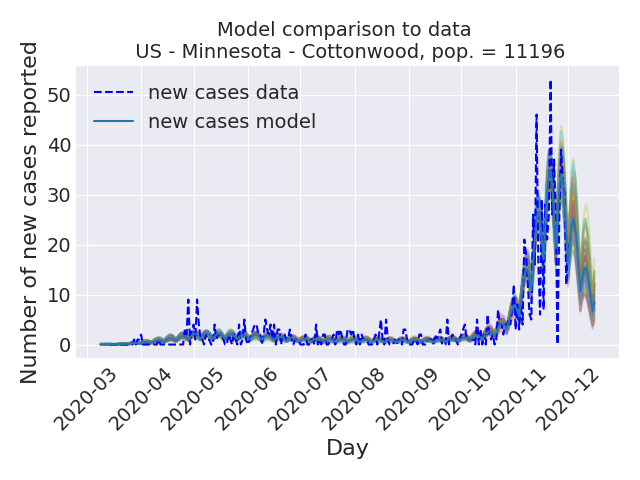 Model comparison to data
US - Minnesota - Cottonwood, pop. = 11196
Number of new cases reported
50
40
30
20
10
0
new cases data
new cases model
2020-03
2020-04
2020-05
2020-06
2020-07
2020-08
2020-09
2020-10
2020-11
2020-12
Day